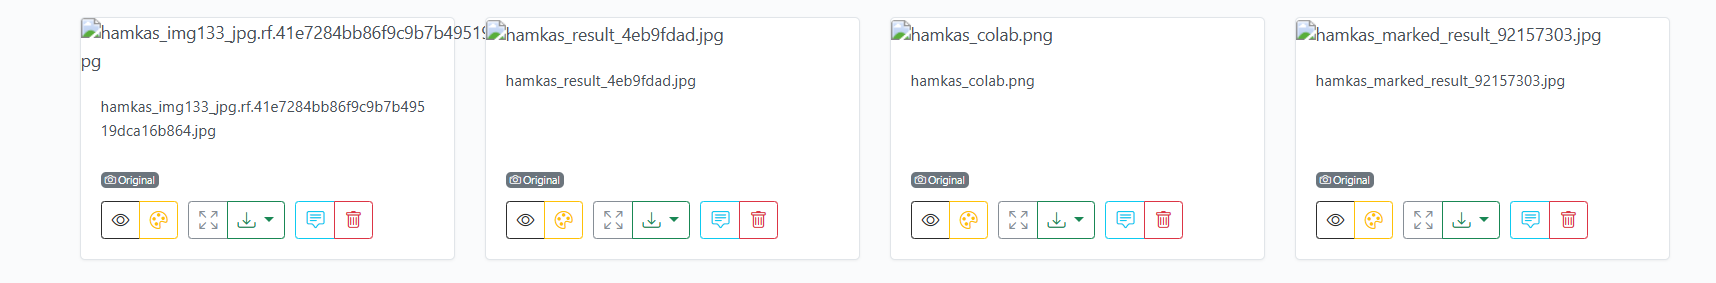 hamkas_img133_jpg.rf.41e7284bb86f9c9b7b49519
pg
hamkas_img133_jpg.rf.41e7284bb86f9c9b7b495
19dca16b864.jpg
Original
hamkas_result_4eb9fdad.jpg
hamkas_result_4eb9fdad.jpg
Original
hamkas_colab.png
hamkas_colab.png
Original
hamkas_marked_result_92157303.jpg
hamkas_marked_result_92157303.jpg
Original